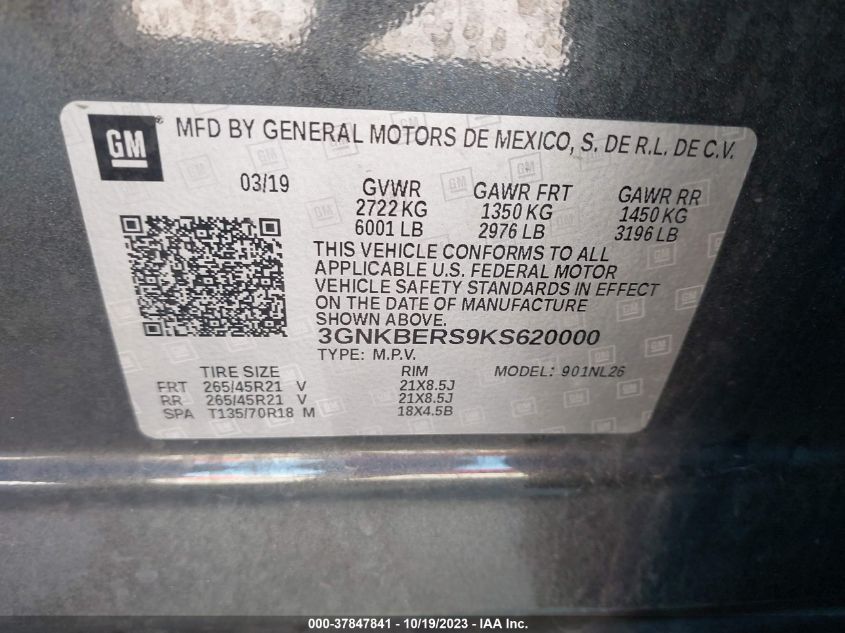 GM ® MFD BY GENERAL MOTORS DE MEXICO, S. DE R.L. DE C.V.
03/19 GVWR GAWR FRT GAWR RR
2722 KG 1350 KG 1450 KG
6001 LB 2976 LB 3196 LB
THIS VEHICLE CONFORMS TO ALL
APPLICABLE U.S. FEDERAL MOTOR
VEHICLE SAFETY STANDARDS IN EFFECT
ON THE DATE OF MANUFACTURE
SHOWN ABOVE.
3GNKBERS9KS620000
TYPE: M.P.V.
TIRE SIZE RIM MODEL: 901NL26
FRT 265/45R21 V 21X8.5J
RR 265/45R21 V 21X8.5J
SPA T135/70R18 M 18X4.5B
000-37847841 - 10/19/2023 - IAA Inc.